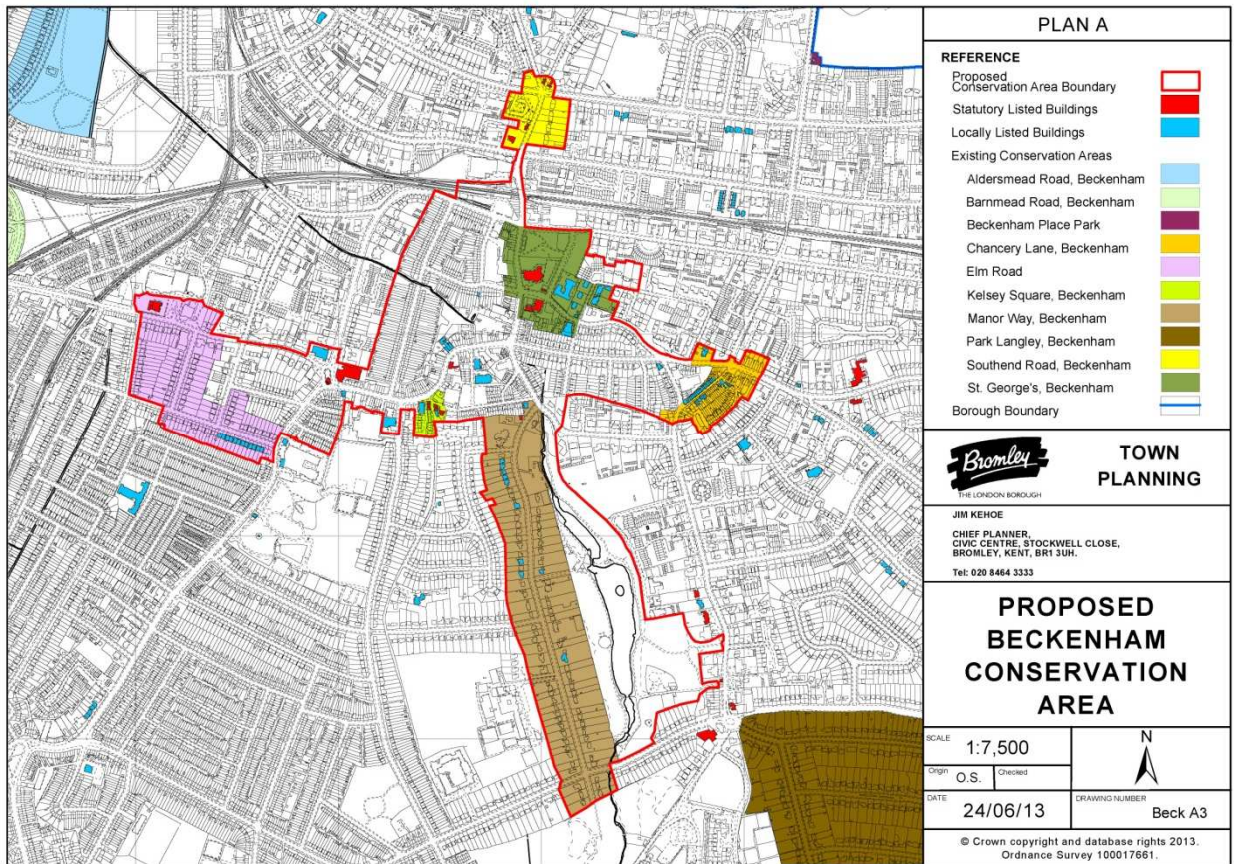 PLAN A
REFERENCE
Proposed
Conservation Area Boundary
Statutory Listed Buildings
Locally Listed Buildings
Existing Conservation Areas
Aldersmead Road, Beckenham
Barnmead Road, Beckenham
Beckenham Place Park
Chancery Lane, Beckenham
Elm Road
Kelsey Square, Beckenham
Manor Way, Beckenham
Park Langley, Beckenham
Southend Road, Beckenham
St. George's, Beckenham
Borough Boundary
Bromley
THE LONDON BOROUGH
TOWN
PLANNING
JIM KEHOE
CHIEF PLANNER,
CIVIC CENTRE, STOCKWELL CLOSE,
BROMLEY, KENT, BR1 3UH.
Tel: 020 8464 3333
PROPOSED
BECKENHAM
CONSERVATION
AREA
SCALE
1:7,500
N
Origin
O.S.
Checked
DATE
24/06/13
DRAWING NUMBER
Beck A3
© Crown copyright and database rights 2013.
Ordnance Survey 100017661.